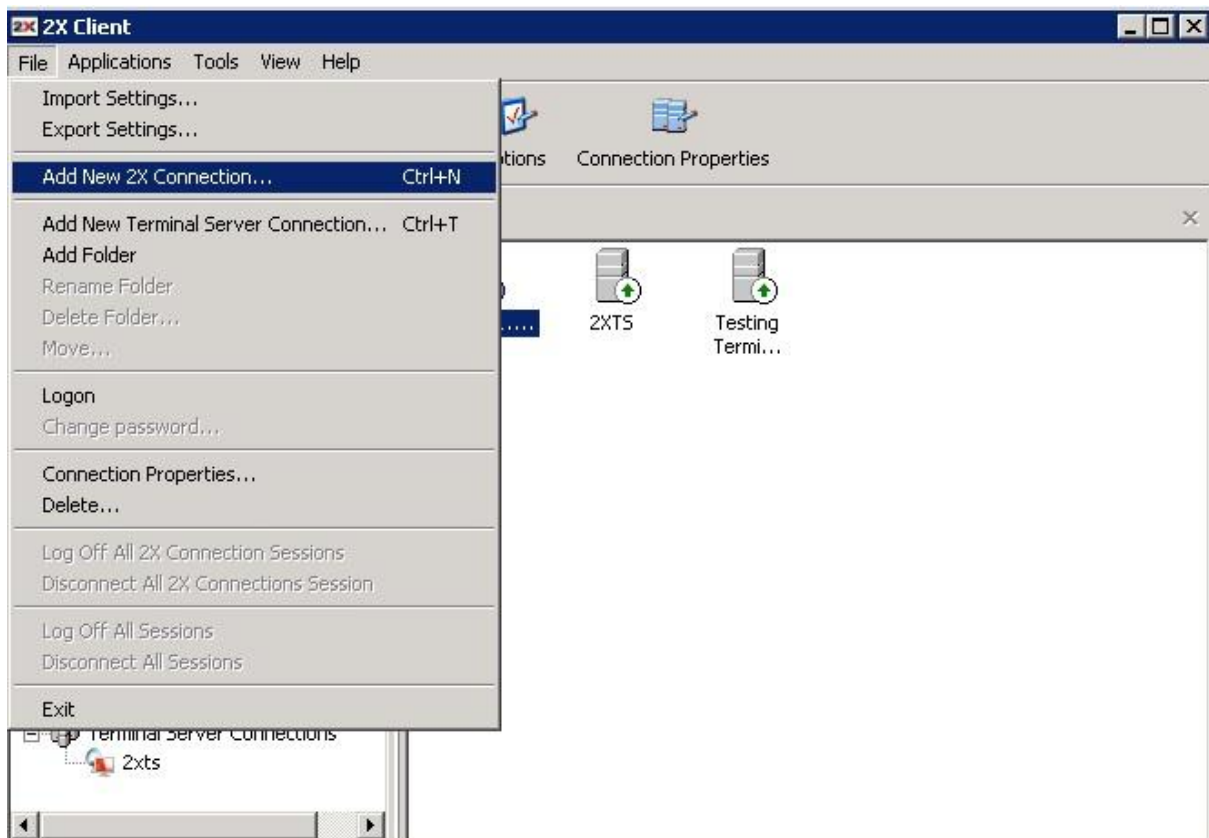 2X 2X Client
File Applications Tools View Help
Import Settings...
Export Settings...
Add New 2X Connection... Ctrl+N
Add New Terminal Server Connection... Ctrl+T
Add Folder
Rename Folder
Delete Folder...
Move...
Logon
Change password...
Connection Properties...
Delete...
Log Off All 2X Connection Sessions
Disconnect All 2X Connections Session
Log Off All Sessions
Disconnect All Sessions
Exit
Connection Properties
2XTS
Testing
Termi...
Terminal Server Connections
2xts